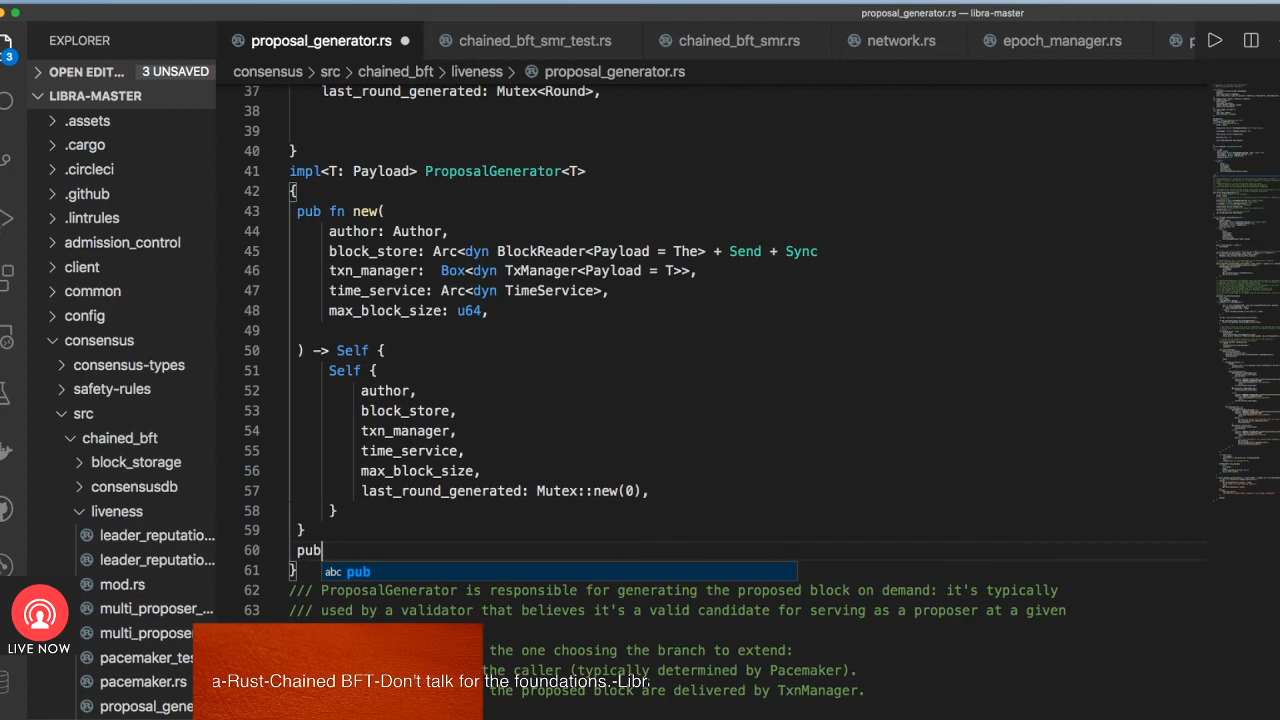 proposal_generator.rs — libra-master
EXPLORER
proposal_generator.rs
chained_bft_smr_test.rs
chained_bft_smr.rs
network.rs
epoch_manager.rs
3
OPEN EDIT... 3 UNSAVED
consensus > src > chained_bft > liveness > proposal_generator.rs
LIBRA-MASTER
.assets
.cargo
.circleci
.github
.lintrules
admission_control
client
common
config
consensus
consensus-types
safety-rules
src
chained_bft
block_storage
consensusdb
liveness
leader_reputatio...
leader_reputatio...
mod.rs
multi_proposer_...
multi_proposer...
pacemaker_tes
pacemaker.rs
proposal_gene
37 last_round_generated: Mutex<Round>,
38
39
40 }
41 impl<T: Payload> ProposalGenerator<T>
42 {
43 pub fn new(
44 author: Author,
45 block_store: Arc<dyn BlockReader<Payload = The> + Send + Sync
46 txn_manager: Box<dyn TxManager<Payload = T>>,
47 time_service: Arc<dyn TimeService>,
48 max_block_size: u64,
49
50 ) -> Self {
51 Self {
52 author,
53 block_store,
54 txn_manager,
55 time_service,
56 max_block_size,
57 last_round_generated: Mutex::new(0),
58 }
59 }
60 pub
abc pub
61 }
62 /// ProposalGenerator is responsible for generating the proposed block on demand: it's typically
63 /// used by a validator that believes it's a valid candidate for serving as a proposer at a given
the one choosing the branch to extend:
the caller (typically determined by Pacemaker).
the proposed block are delivered by TxnManager.
LIVE NOW
a-Rust-Chained BFT-Don't talk for the foundations.-Libr.